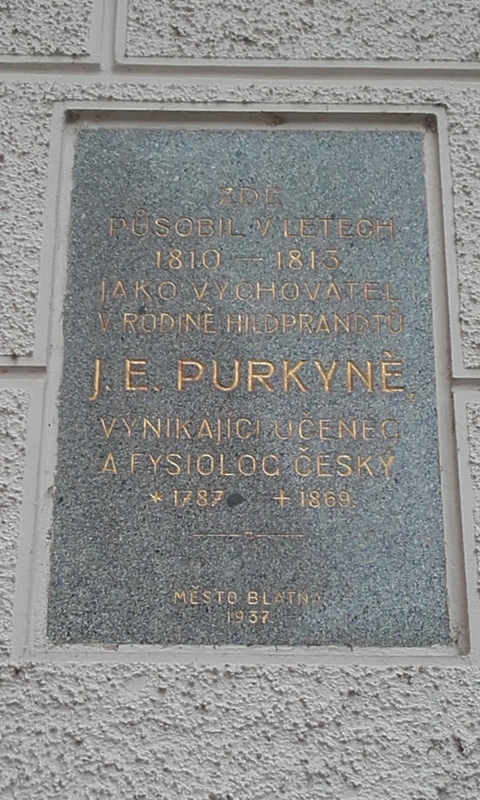 ZDE
PŮSOBIL V LETECH
1810 — 1813
JAKO VYCHOVATEL
V RODINĚ HILDPRANDTŮ
J. E. PURKYNĚ,
VYNIKAJÍCÍ UČENEC
A FYSIOLOG ČESKÝ
* 1787 + 1869
MĚSTO BLATNÁ
1937